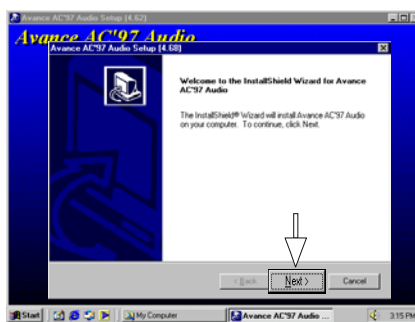 Avance AC'97 Audio Setup [4.62]
Avance AC'97 Audio
Avance AC'97 Audio Setup [4.68]
Welcome to the InstallShield Wizard for Avance
AC'97 Audio
The InstallShield® Wizard will install Avance AC'97 Audio
on your computer. To continue, click Next.
< Back
Next >
Cancel
Start
My Computer
Avance AC'97 Audio ...
3:15 PM